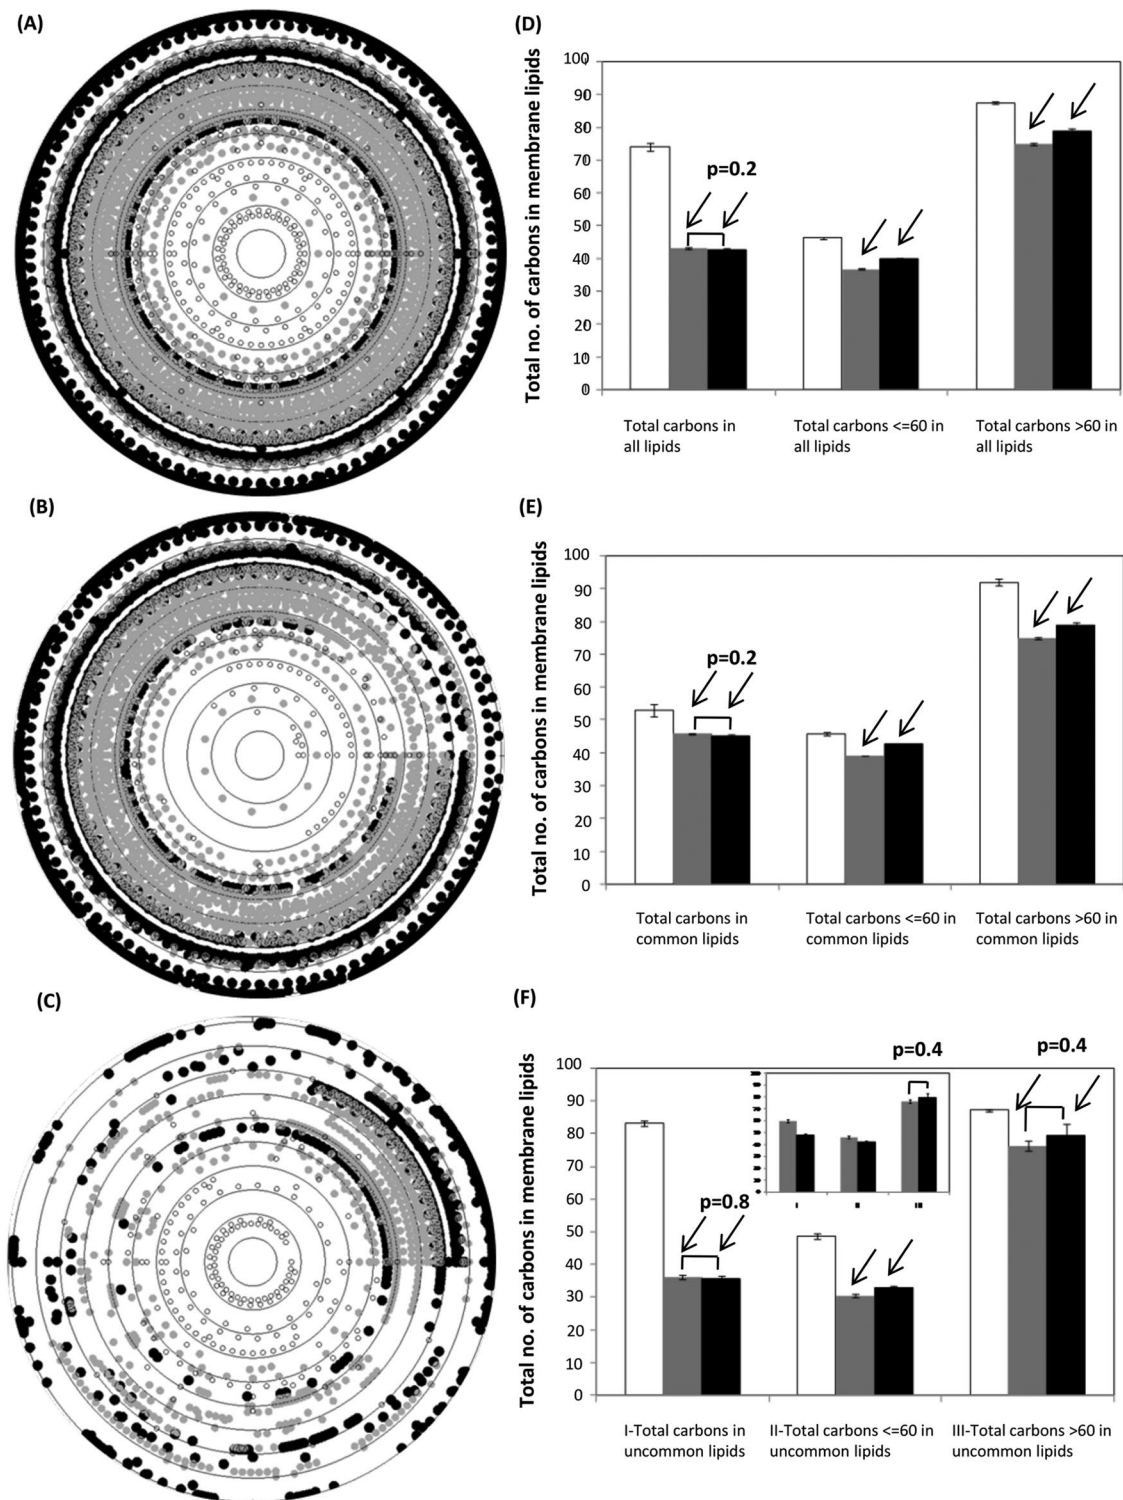 (A)
(D)
Total no. of carbons in membrane lipids
100
90
80
70
60
50
40
30
20
10
0
p=0.2
Total carbons in
all lipids
Total carbons <=60 in
all lipids
Total carbons >60 in
all lipids
(B)
(E)
Total no. of carbons in membrane lipids
100
90
80
70
60
50
40
30
20
10
0
p=0.2
Total carbons in
common lipids
Total carbons <=60 in
common lipids
Total carbons >60 in
common lipids
(C)
(F)
Total no. of carbons in membrane lipids
100
90
80
70
60
50
40
30
20
10
0
p=0.4
p=0.4
p=0.8
I
II
III
I-Total carbons in
uncommon lipids
II-Total carbons <=60 in
uncommon lipids
III-Total carbons >60 in
uncommon lipids